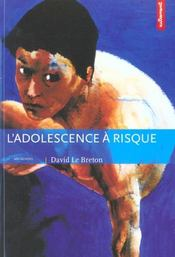 autrement
L'ADOLESCENCE À RISQUE
David Le Breton